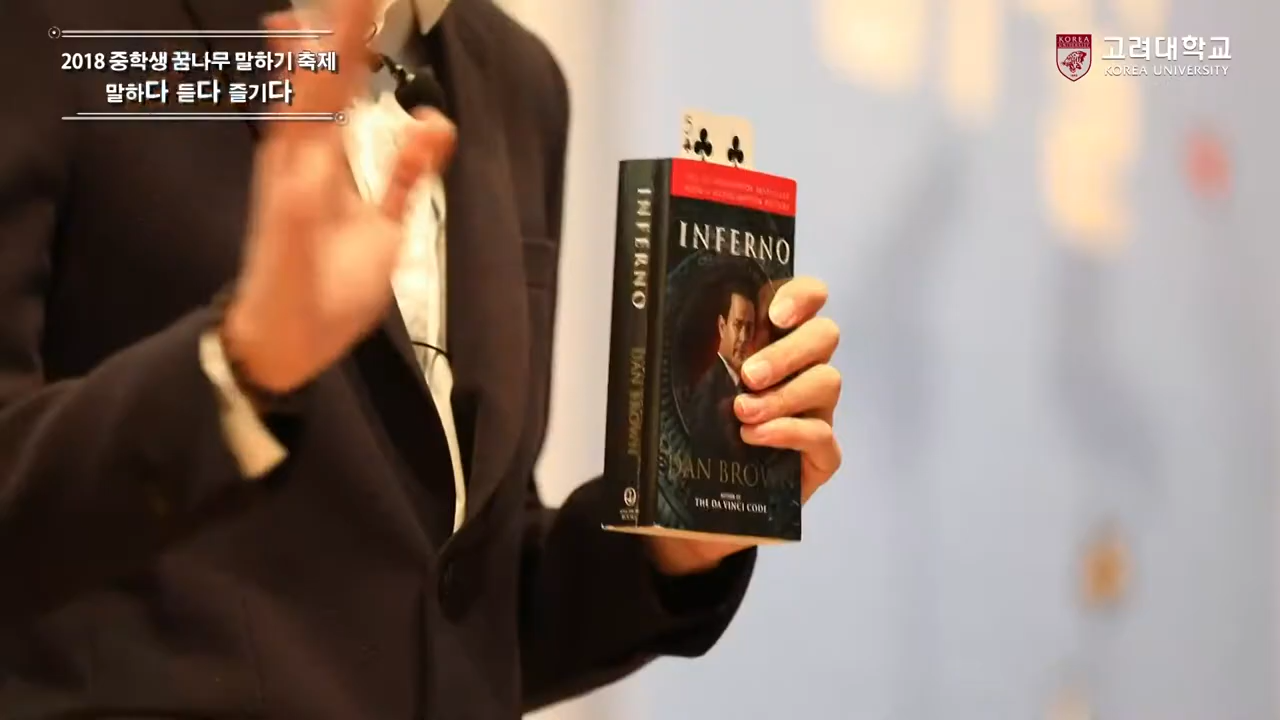 2018 중학생 꿈나무 말하기 축제
말하다 듣다 즐기다
KOREA
고려대학교
KOREA UNIVERSITY
5
INFERNO
DAN BROWN
INFERNO
DAN BROWN
AUTHOR OF
THE DA VINCI CODE